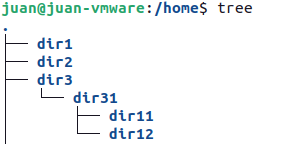 juan@juan-vmware:/home$ tree
.
├── dir1
├── dir2
├── dir3
│   └── dir31
│       ├── dir11
│       └── dir12